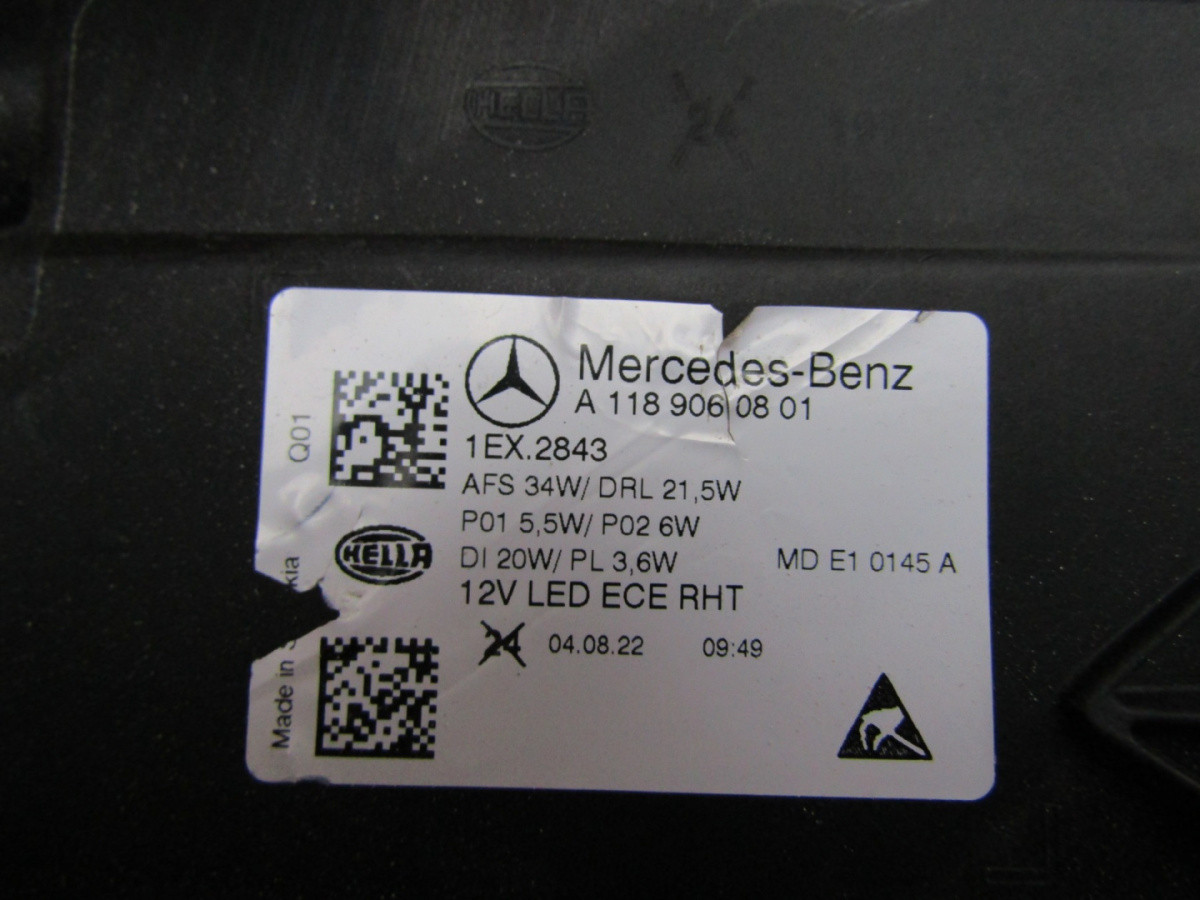 HELLA
24
Mercedes-Benz
A 118 906 08 01
Q01
1EX.2843
AFS 34W/ DRL 21,5W
P01 5,5W/ P02 6W
HELLA
DI 20W/ PL 3,6W
MD E1 0145 A
12V LED ECE RHT
24 04.08.22 09:49
Made in